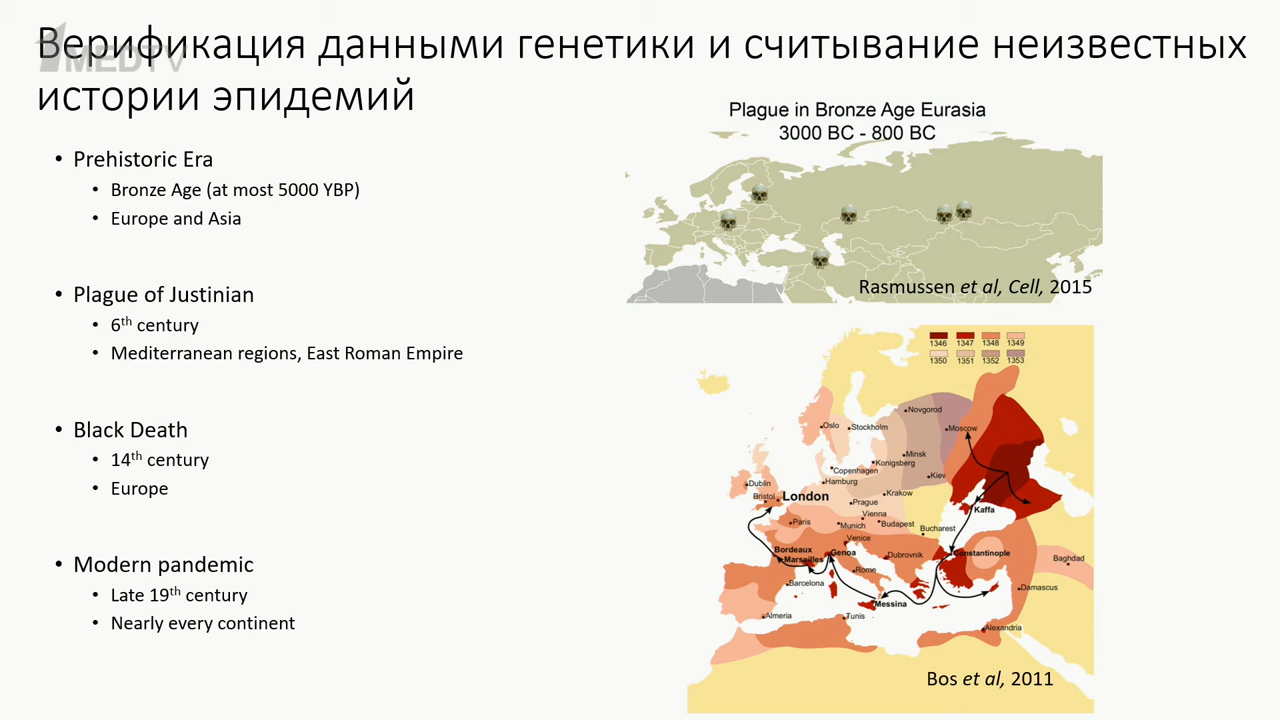 Верификация данными генетики и считывание неизвестных
истории эпидемий
1MEDTV
• Prehistoric Era
• Bronze Age (at most 5000 YBP)
• Europe and Asia
• Plague of Justinian
• 6th century
• Mediterranean regions, East Roman Empire
• Black Death
• 14th century
• Europe
• Modern pandemic
• Late 19th century
• Nearly every continent
Plague in Bronze Age Eurasia
3000 BC - 800 BC
Rasmussen et al, Cell, 2015
1346 1347 1348 1349
1350 1351 1352 1353
Novgorod
Oslo
Stockholm
Moscow
Minsk
Konigsberg
Copenhagen
Kiev
Dublin
Hamburg
Bristol
London
Krakow
Prague
Kaffa
Vienna
Paris
Munich
Budapest
Bucharest
Venice
Bordeaux
Genoa
Dubrovnik
Constantinople
Marseilles
Baghdad
Rome
Barcelona
Damascus
Messina
Almeria
Tunis
Alexandria
Bos et al, 2011